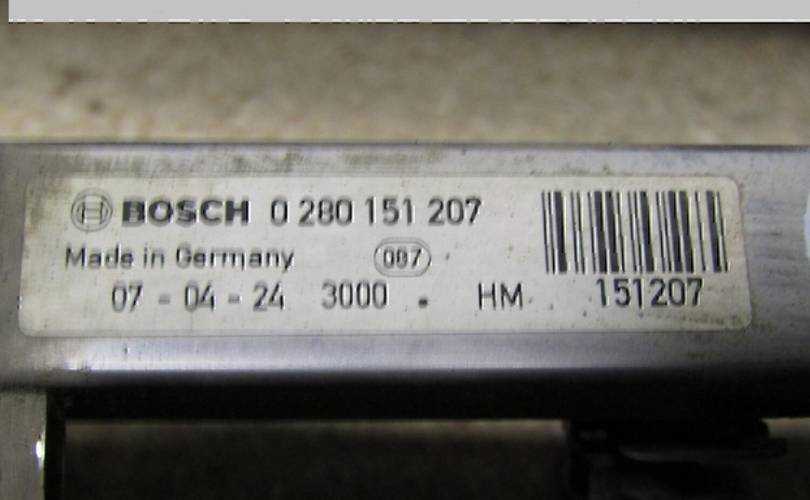 BOSCH 0 280 151 207
Made in Germany 087
07 - 04 - 24 3000 . HM 151207